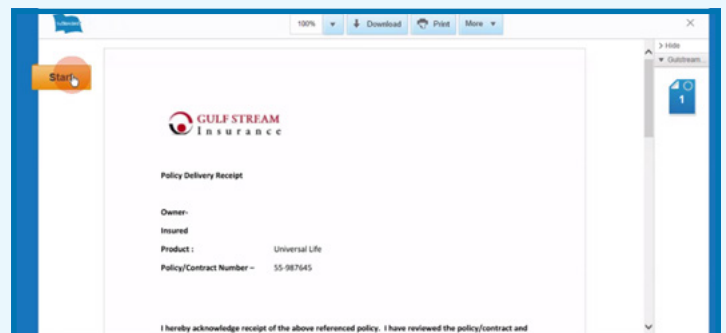 100%
Download
Print
More
Hide
Gulfstream...
Start
1
GULF STREAM
Insurance
Policy Delivery Receipt
Owner-
Insured
Product : Universal Life
Policy/Contract Number – 55-987645
I hereby acknowledge receipt of the above referenced policy. I have reviewed the policy/contract and